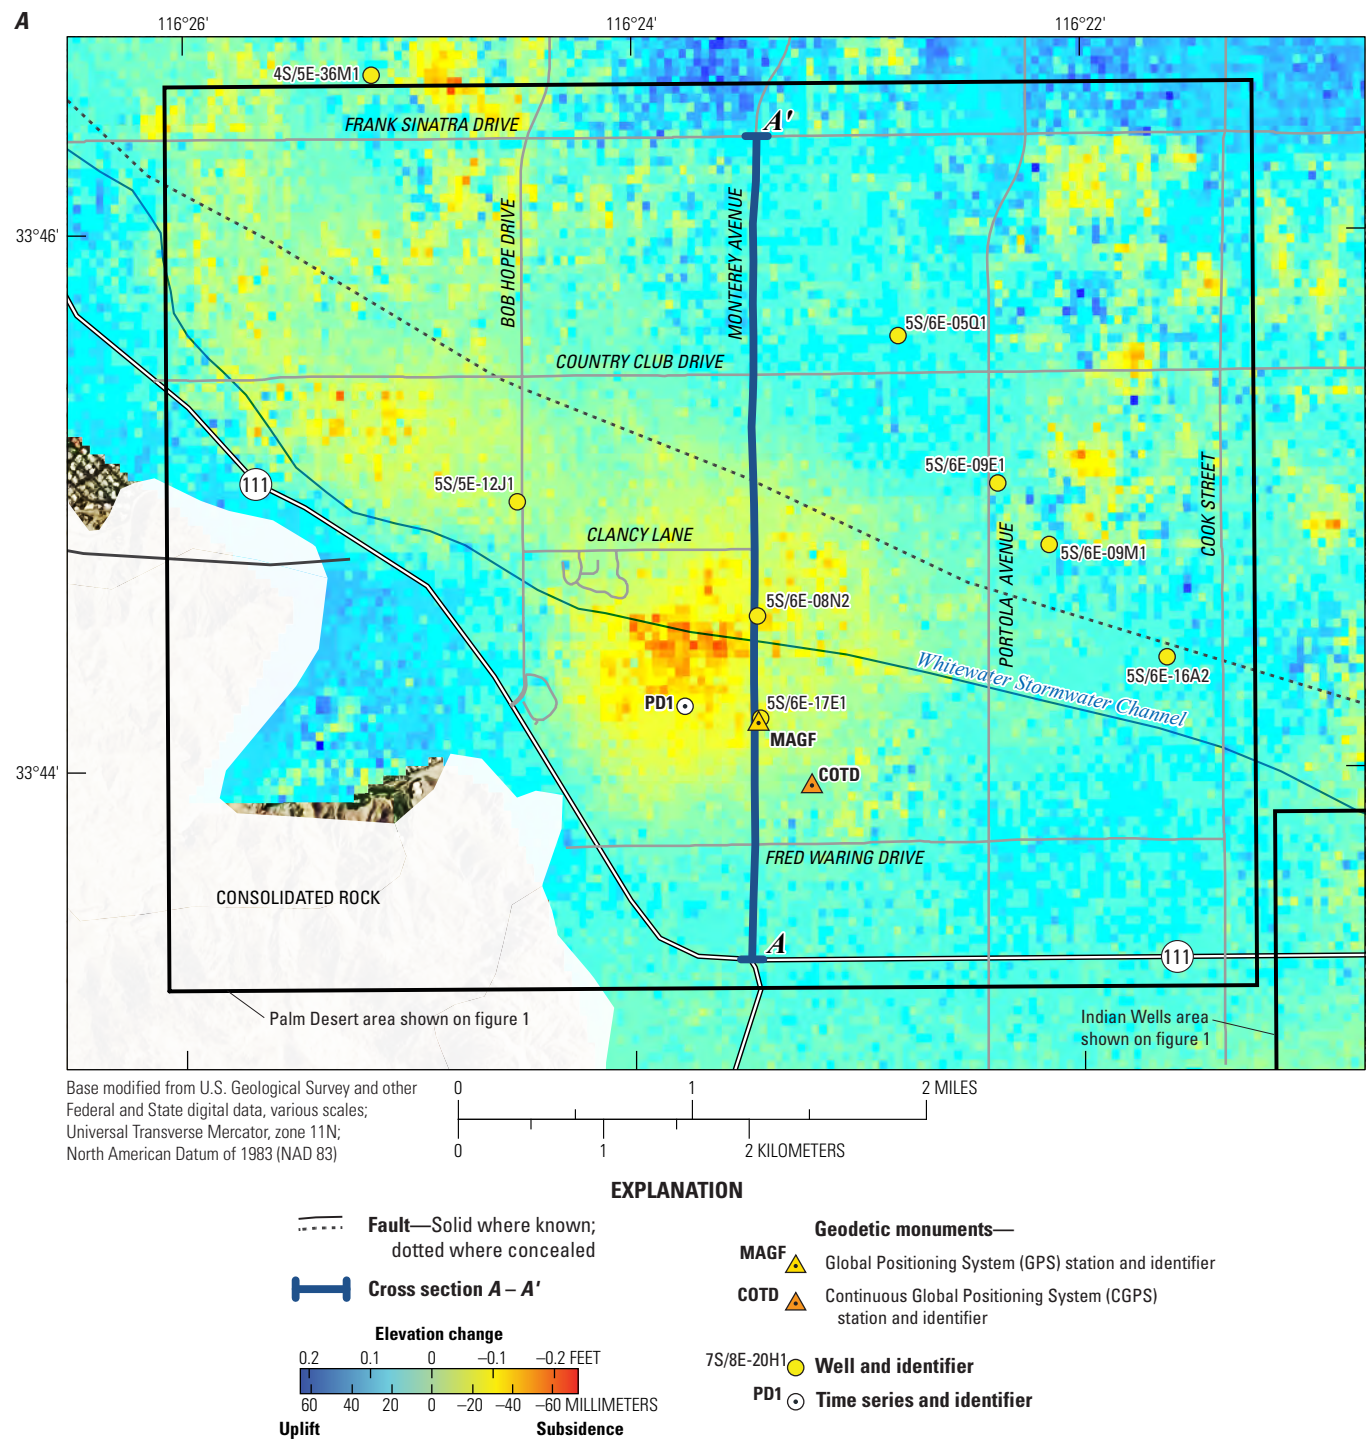 A
116°26'
116°24'
116°22'
4S/5E-36M1
FRANK SINATRA DRIVE
A'
33°46'
BOB HOPE DRIVE
MONTEREY AVENUE
5S/6E-05Q1
COUNTRY CLUB DRIVE
5S/6E-09E1
111
5S/5E-12J1
COOK STREET
CLANCY LANE
PORTOLA AVENUE
5S/6E-09M1
5S/6E-08N2
Whitewater Stormwater Channel
5S/6E-16A2
PD1
5S/6E-17E1
MAGF
33°44'
COTD
FRED WARING DRIVE
CONSOLIDATED ROCK
A
111
Palm Desert area shown on figure 1
Indian Wells area
shown on figure 1
Base modified from U.S. Geological Survey and other
Federal and State digital data, various scales;
Universal Transverse Mercator, zone 11N;
North American Datum of 1983 (NAD 83)
0 1 2 MILES
0 1 2 KILOMETERS
EXPLANATION
Fault—Solid where known;
dotted where concealed
Cross section A – A'
Elevation change
0.2 0.1 0 –0.1 –0.2 FEET
60 40 20 0 –20 –40 –60 MILLIMETERS
Uplift Subsidence
Geodetic monuments—
MAGF Global Positioning System (GPS) station and identifier
COTD Continuous Global Positioning System (CGPS)
station and identifier
7S/8E-20H1 Well and identifier
PD1 Time series and identifier